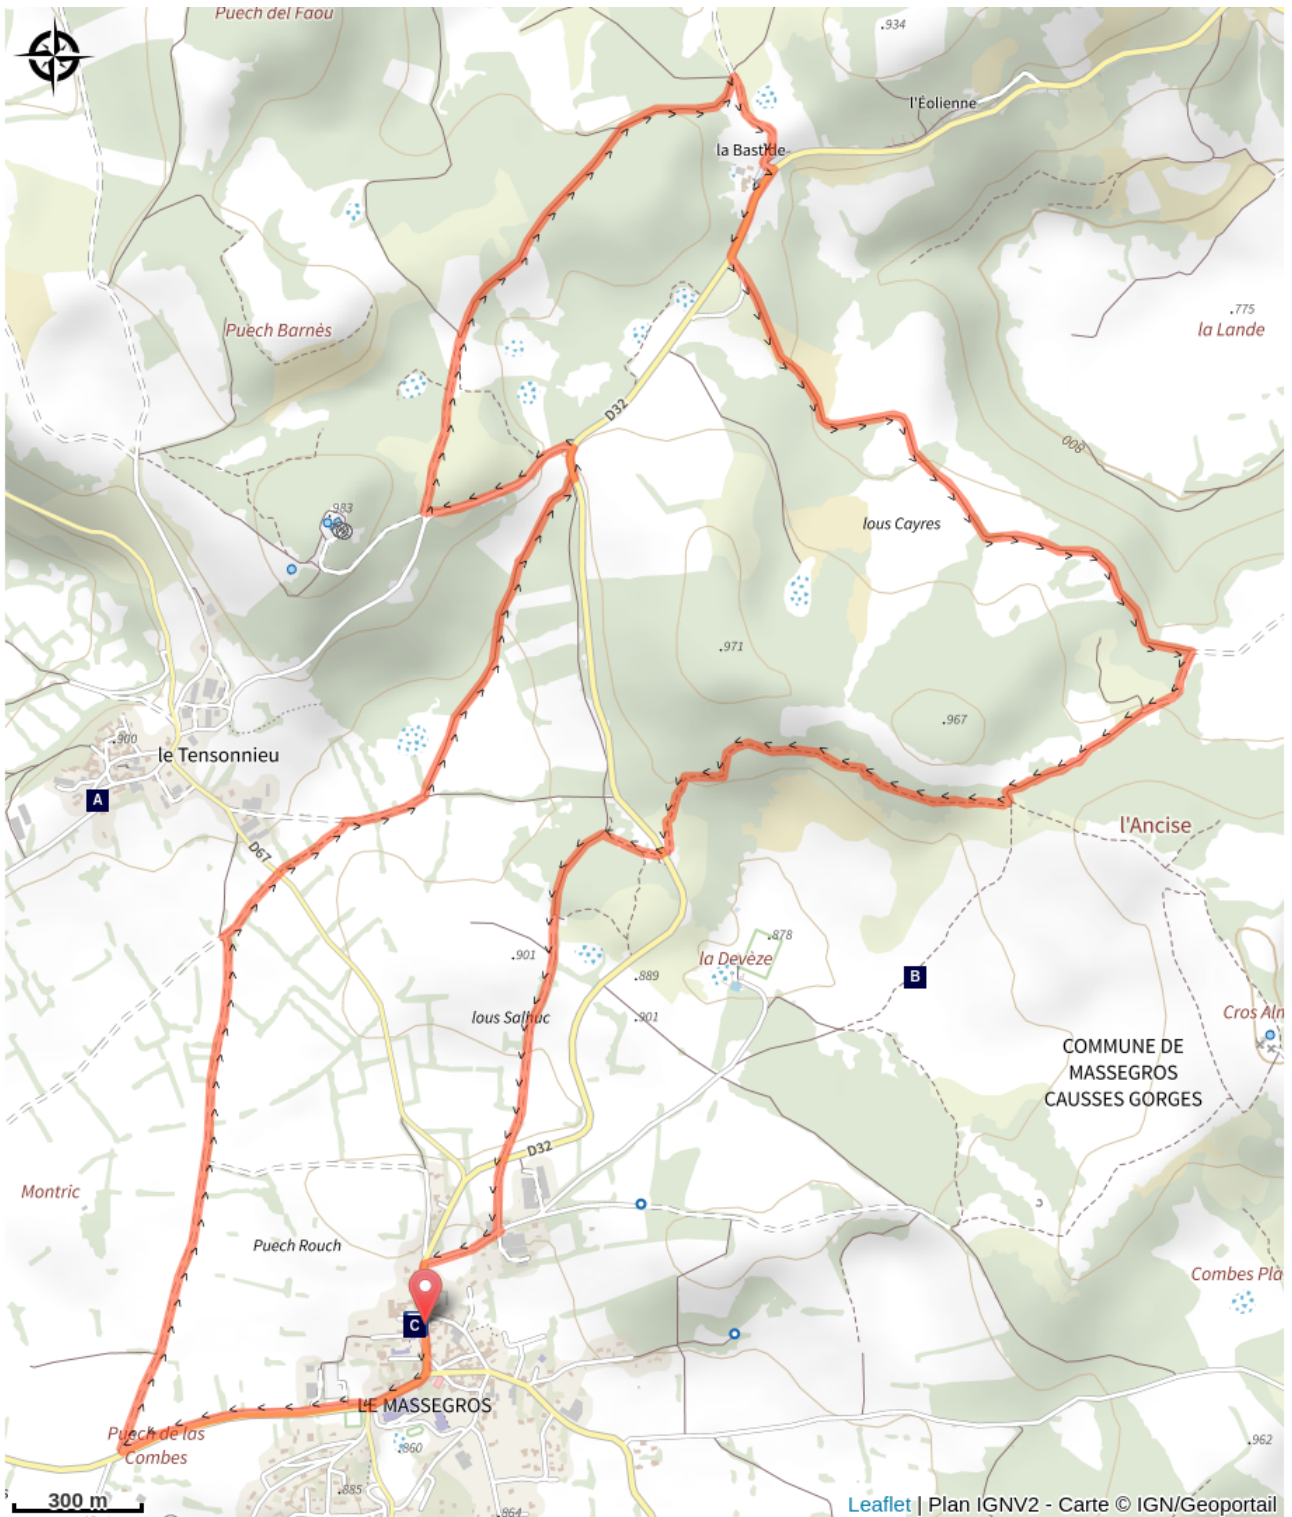 Puech del Faou
.934
l'Éolienne
la Bastide
.775
la Lande
Puech Barnès
D32
800
983
lous Cayres
.971
.967
.900
le Tensonnieu
A
D67
l'Ancise
.878
la Devèze
.901
.889
B
lous Salhuc
.901
Cros Aln
COMMUNE DE
MASSEGROS
CAUSSES GORGES
D32
Montric
Puech Rouch
Combes Pla
C
LE MASSEGROS
Puech de las
Combes
.860
.962
.885
.864
300 m
Leaflet | Plan IGNV2 - Carte © IGN/Geoportail